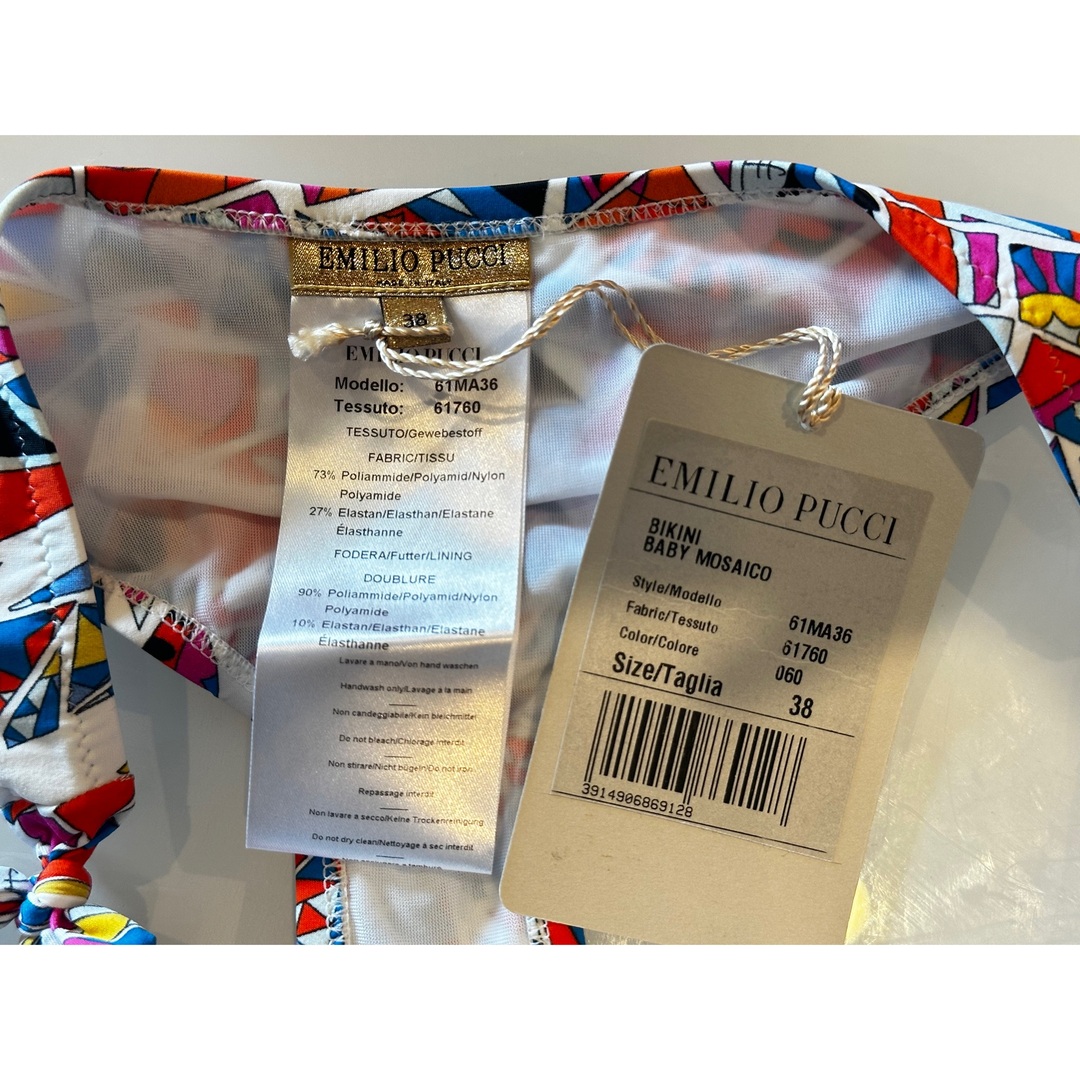 EMILIO PUCCI
MADE IN ITALY
38
EMILIO PUCCI
Modello: 61MA36
Tessuto: 61760
TESSUTO/Gewebestoff
FABRIC/TISSU
73% Poliammide/Polyamid/Nylon
Polyamide
27% Elastan/Elasthan/Elastane
Élasthanne
FODERA/Futter/LINING
DOUBLURE
90% Poliammide/Polyamid/Nylon
Polyamide
10% Elastan/Elasthan/Elastane
Élasthanne
Lavare a mano/Von hand waschen
Handwash only/Lavage à la main
Non candeggiabile/Kein bleichmittel
Do not bleach/Chlorage interdit
Non stirare/Nicht bügeln/Do not iron
Repassage interdit
Non lavare a secco/Keine Trockenreinigung
Do not dry clean/Nettoyage à sec interdit
EMILIO PUCCI
BIKINI
BABY MOSAICO
Style/Modello 61MA36
Fabric/Tessuto 61760
Color/Colore 060
Size/Taglia 38
3914906869128